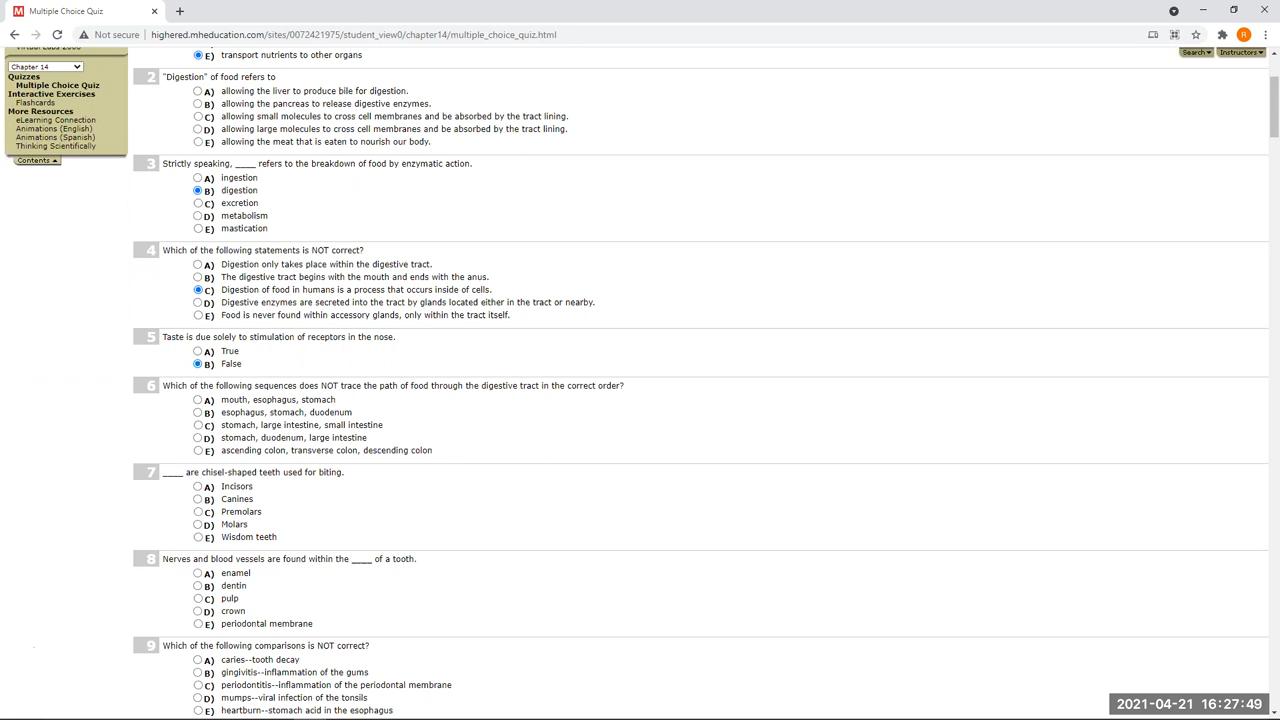 Multiple Choice Quiz
Not secure | highered.mheducation.com/sites/0072421975/student_view0/chapter14/multiple_choice_quiz.html
R
Virtual Labs 2000
Search
Instructors
Chapter 14
Quizzes
Multiple Choice Quiz
Interactive Exercises
Flashcards
More Resources
eLearning Connection
Animations (English)
Animations (Spanish)
Thinking Scientifically
Contents
E) transport nutrients to other organs
2 "Digestion" of food refers to
A) allowing the liver to produce bile for digestion.
B) allowing the pancreas to release digestive enzymes.
C) allowing small molecules to cross cell membranes and be absorbed by the tract lining.
D) allowing large molecules to cross cell membranes and be absorbed by the tract lining.
E) allowing the meat that is eaten to nourish our body.
3 Strictly speaking, ____ refers to the breakdown of food by enzymatic action.
A) ingestion
B) digestion
C) excretion
D) metabolism
E) mastication
4 Which of the following statements is NOT correct?
A) Digestion only takes place within the digestive tract.
B) The digestive tract begins with the mouth and ends with the anus.
C) Digestion of food in humans is a process that occurs inside of cells.
D) Digestive enzymes are secreted into the tract by glands located either in the tract or nearby.
E) Food is never found within accessory glands, only within the tract itself.
5 Taste is due solely to stimulation of receptors in the nose.
A) True
B) False
6 Which of the following sequences does NOT trace the path of food through the digestive tract in the correct order?
A) mouth, esophagus, stomach
B) esophagus, stomach, duodenum
C) stomach, large intestine, small intestine
D) stomach, duodenum, large intestine
E) ascending colon, transverse colon, descending colon
7 ____ are chisel-shaped teeth used for biting.
A) Incisors
B) Canines
C) Premolars
D) Molars
E) Wisdom teeth
8 Nerves and blood vessels are found within the ____ of a tooth.
A) enamel
B) dentin
C) pulp
D) crown
E) periodontal membrane
9 Which of the following comparisons is NOT correct?
A) caries--tooth decay
B) gingivitis--inflammation of the gums
C) periodontitis--inflammation of the periodontal membrane
D) mumps--viral infection of the tonsils
E) heartburn--stomach acid in the esophagus
2021-04-21 16:27:49